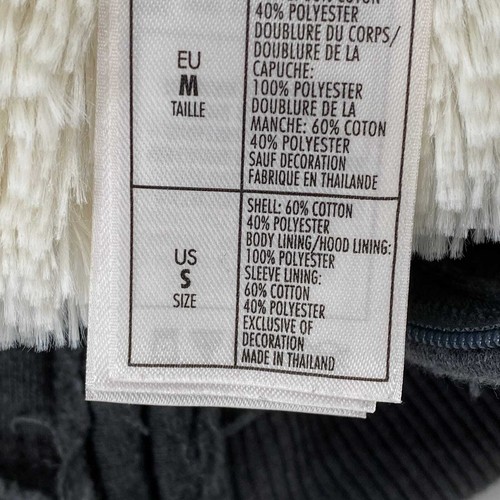 60% COTON
40% POLYESTER
DOUBLURE DU CORPS/
DOUBLURE DE LA
CAPUCHE:
100% POLYESTER
DOUBLURE DE LA
MANCHE: 60% COTON
40% POLYESTER
SAUF DECORATION
FABRIQUE EN THAILANDE
EU
M
TAILLE
SHELL: 60% COTTON
40% POLYESTER
BODY LINING/HOOD LINING:
100% POLYESTER
SLEEVE LINING:
60% COTTON
40% POLYESTER
EXCLUSIVE OF
DECORATION
MADE IN THAILAND
US
S
SIZE